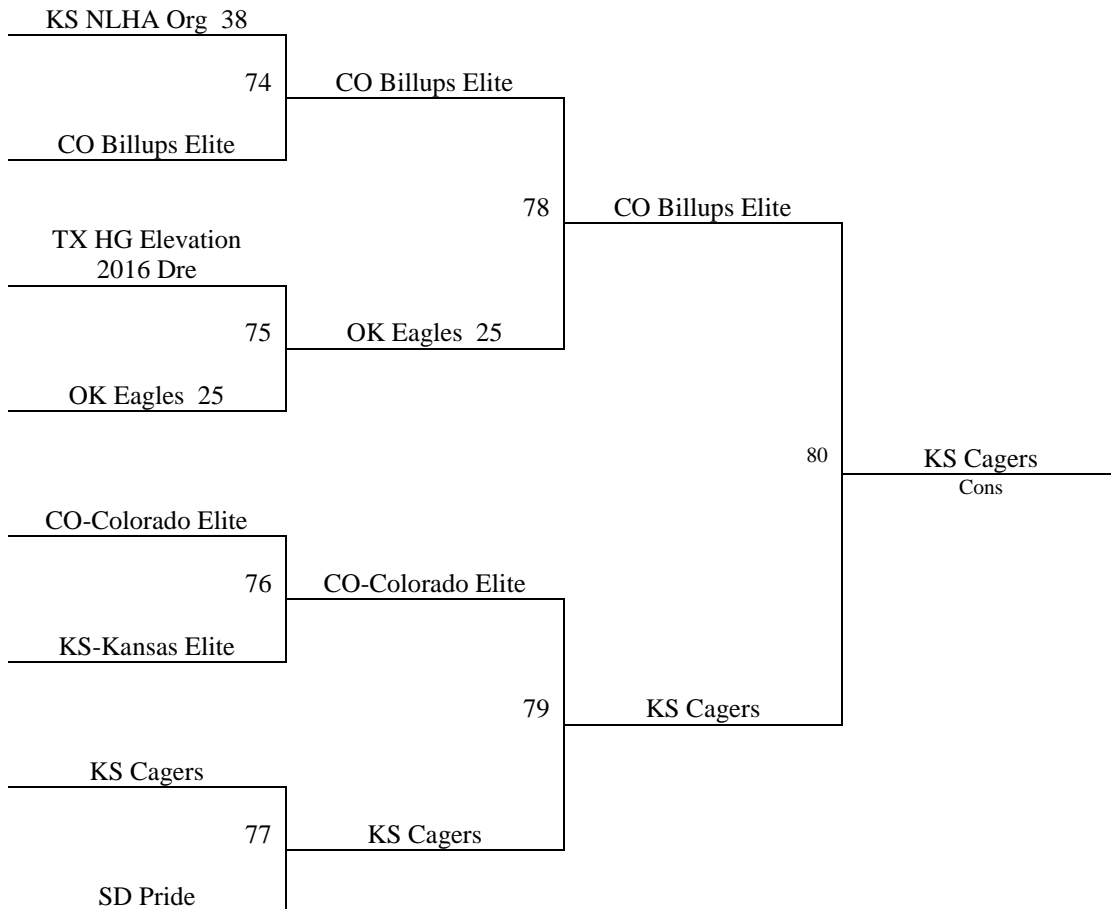 KS NLHA Org  38
74
CO Billups Elite
CO Billups Elite
78
CO Billups Elite
TX HG Elevation
2016 Dre
75
OK Eagles  25
OK Eagles  25
80
KS Cagers
Cons
CO-Colorado Elite
76
CO-Colorado Elite
KS-Kansas Elite
79
KS Cagers
KS Cagers
77
KS Cagers
SD Pride